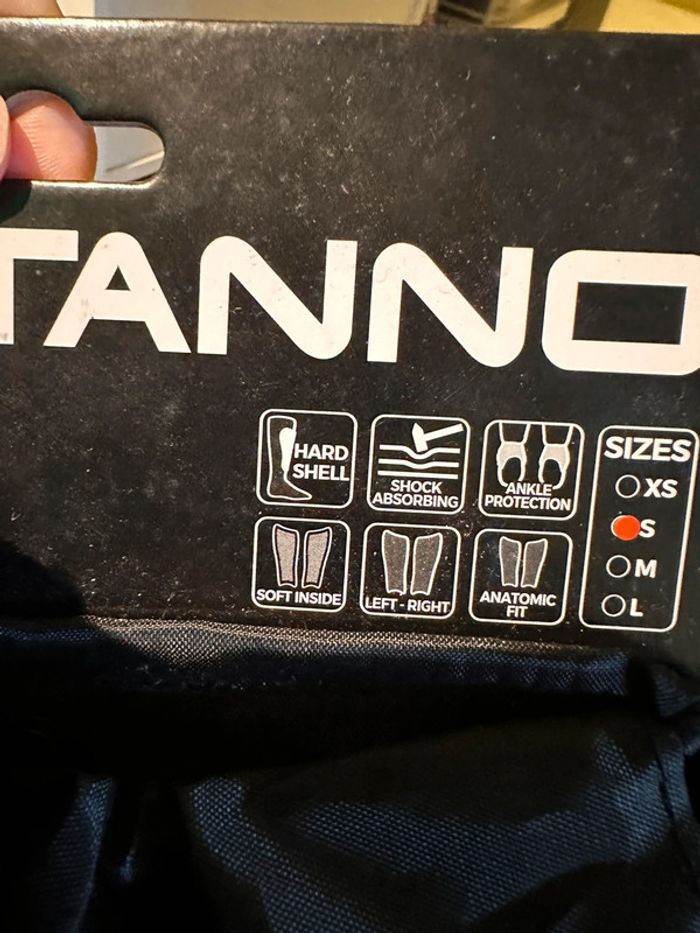 TANNO
HARD
SHELL
SHOCK
ABSORBING
ANKLE
PROTECTION
SOFT INSIDE
LEFT - RIGHT
ANATOMIC
FIT
SIZES
XS
S
M
L